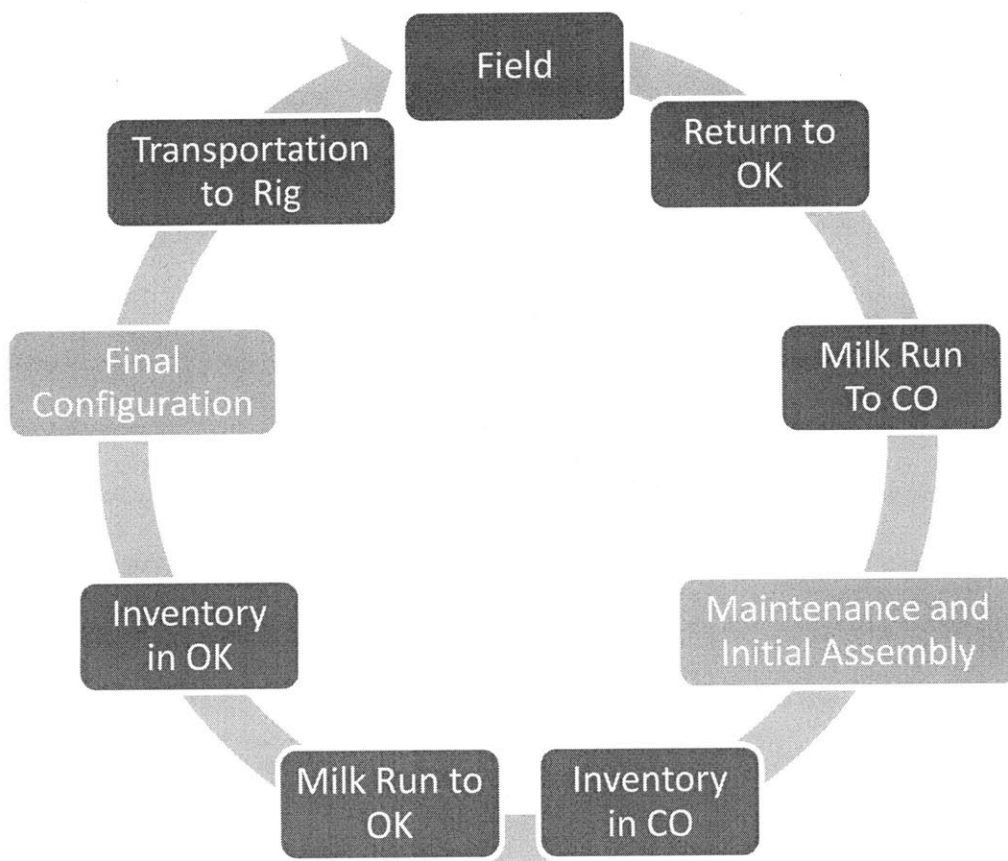 Field
Return to
OK
Milk Run
To CO
Maintenance and
Initial Assembly
Inventory
in CO
Milk Run to
OK
Inventory
in OK
Final
Configuration
Transportation
to Rig